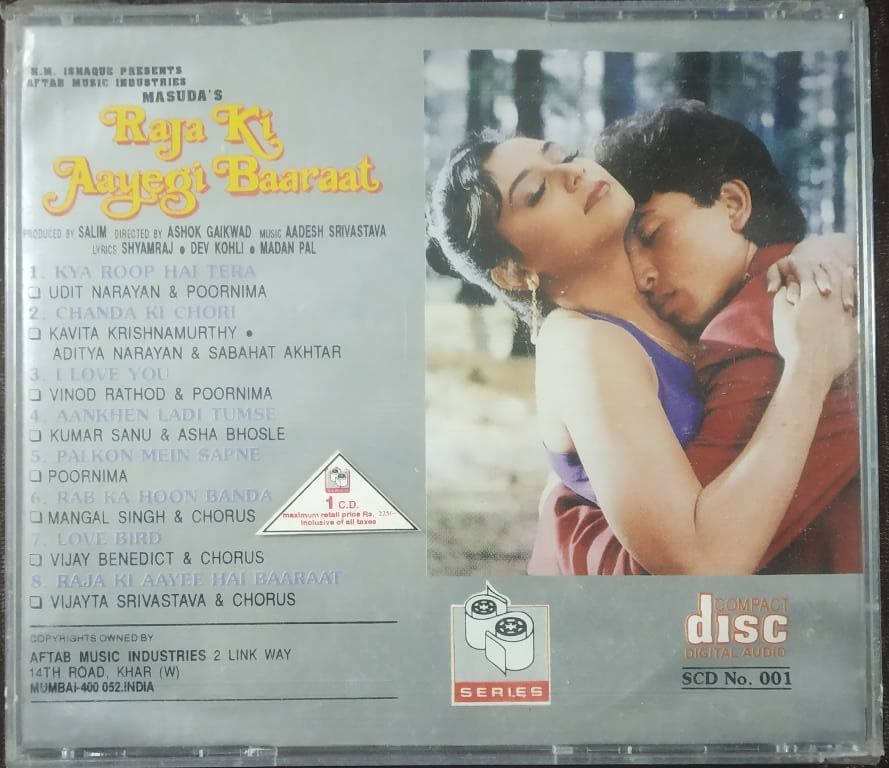 K.M. ISHAQUE PRESENTS
AFTAB MUSIC INDUSTRIES
MASUDA'S
Raja Ki
Aayegi Baaraat
PRODUCED BY SALIM DIRECTED BY ASHOK GAIKWAD MUSIC AADESH SRIVASTAVA
LYRICS SHYAMRAJ • DEV KOHLI • MADAN PAL
1. KYA ROOP HAI TERA
❏ UDIT NARAYAN & POORNIMA
2. CHANDA KI CHORI
❏ KAVITA KRISHNAMURTHY •
ADITYA NARAYAN & SABAHAT AKHTAR
3. I LOVE YOU
❏ VINOD RATHOD & POORNIMA
4. AANKHEN LADI TUMSE
❏ KUMAR SANU & ASHA BHOSLE
5. PALKON MEIN SAPNE
❏ POORNIMA
6. RAB KA HOON BANDA
❏ MANGAL SINGH & CHORUS
7. LOVE BIRD
❏ VIJAY BENEDICT & CHORUS
8. RAJA KI AAYEE HAI BAARAAT
❏ VIJAYTA SRIVASTAVA & CHORUS
1 C.D.
maximum retail price Rs. 225/-
inclusive of all taxes
COPYRIGHTS OWNED BY
AFTAB MUSIC INDUSTRIES 2 LINK WAY
14TH ROAD, KHAR (W)
MUMBAI-400 052.INDIA
SERIES
COMPACT
disc
DIGITAL AUDIO
SCD No. 001